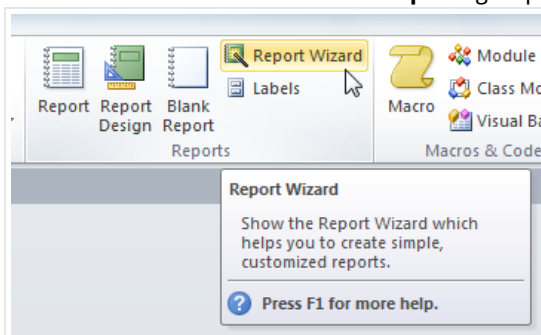 Report Wizard
Module
Labels
Class Mo
Report
Report
Design
Blank
Report
Macro
Visual Ba
Reports
Macros & Code
Report Wizard
Show the Report Wizard which
helps you to create simple,
customized reports.
Press F1 for more help.